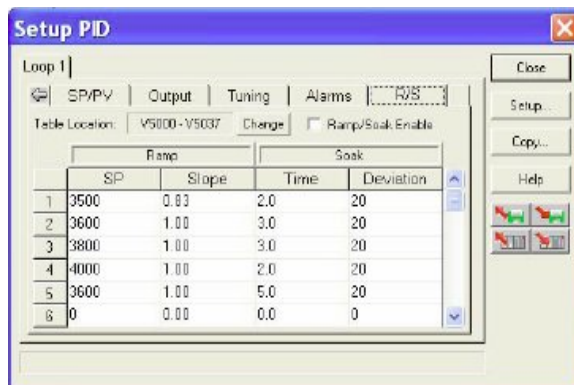 Setup PID
Loop 1
Close
SP/PV Output Tuning Alarms R/S
Setup...
Table Location: V5000 - V5037 Change Ramp/Soak Enable
Copy...
Ramp Soak
Help
SP Slope Time Deviation
1 3500 0.83 2.0 20
2 3600 1.00 3.0 20
3 3800 1.00 3.0 20
4 4000 1.00 2.0 20
5 3600 1.00 5.0 20
6 0 0.00 0.0 0